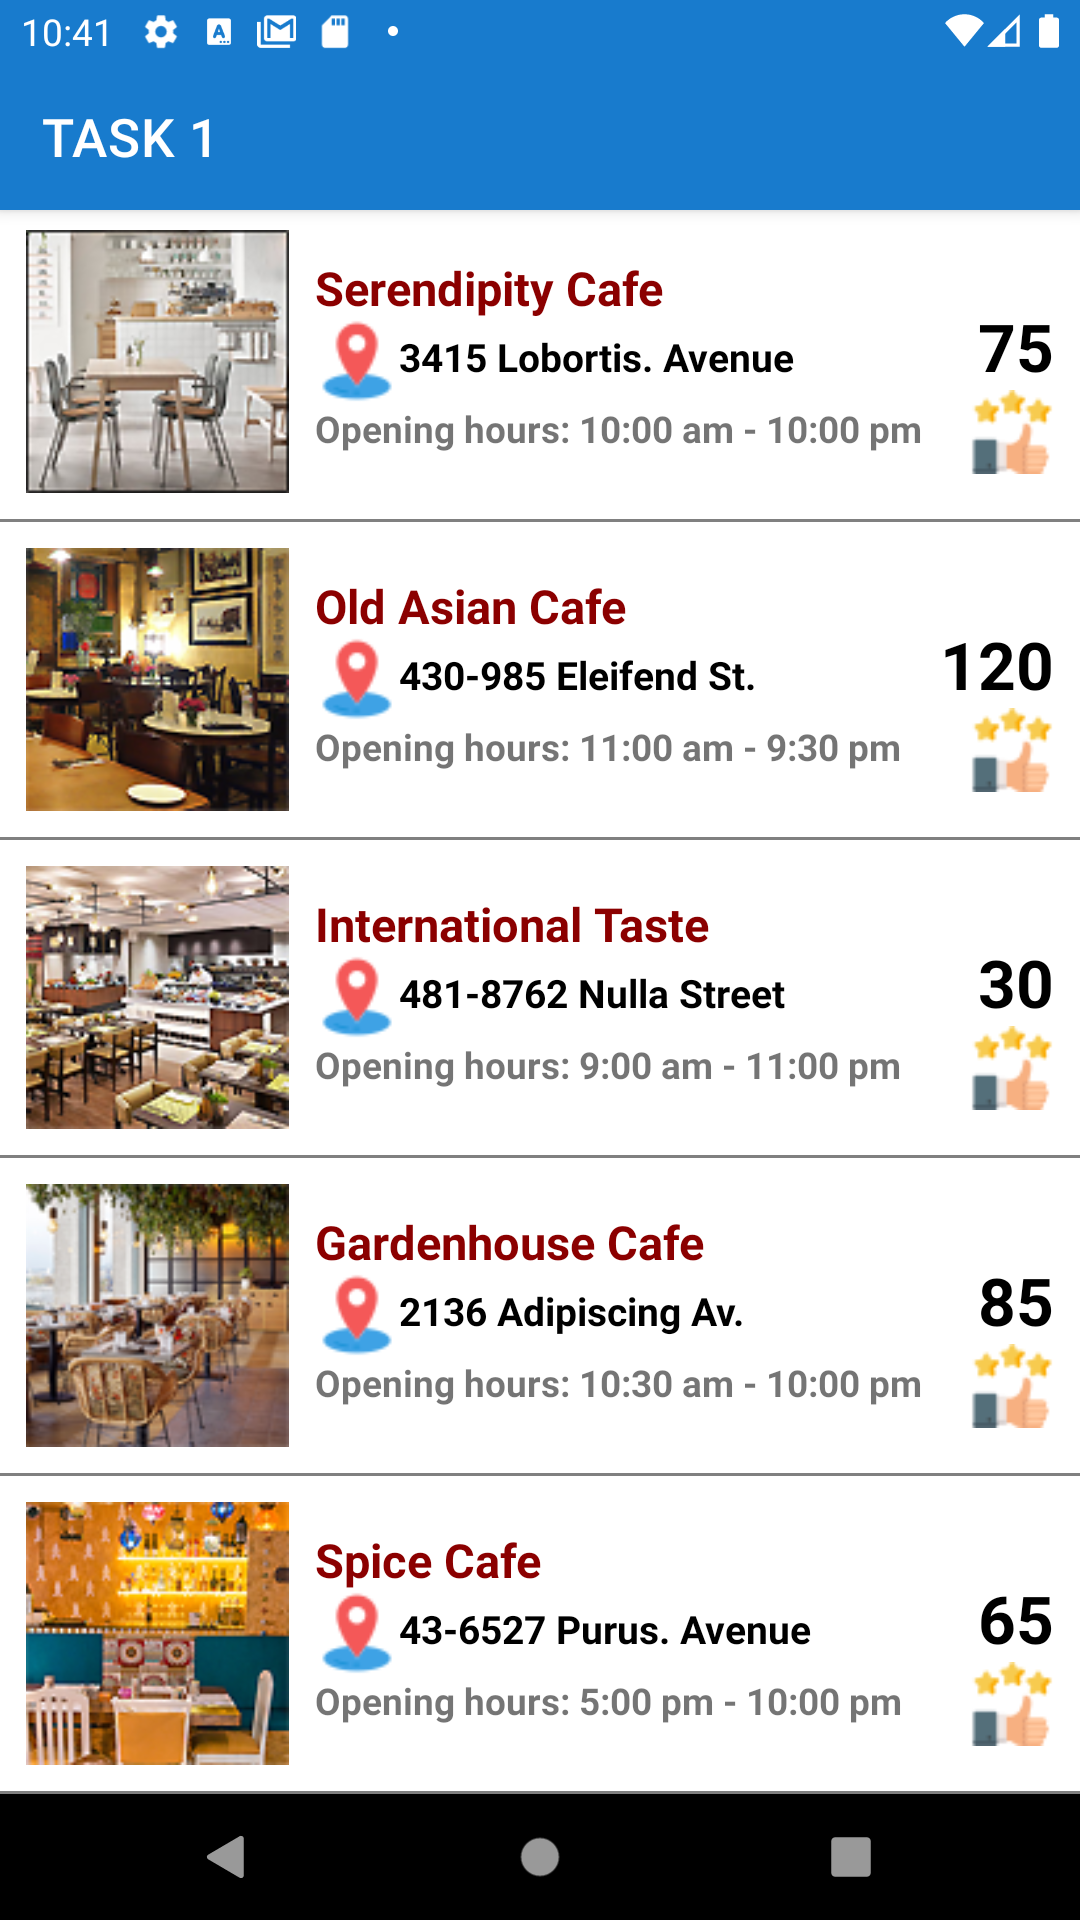 10:41
TASK 1
Serendipity Cafe
3415 Lobortis. Avenue
75
Opening hours: 10:00 am - 10:00 pm
Old Asian Cafe
430-985 Eleifend St.
120
Opening hours: 11:00 am - 9:30 pm
International Taste
481-8762 Nulla Street
30
Opening hours: 9:00 am - 11:00 pm
Gardenhouse Cafe
2136 Adipiscing Av.
85
Opening hours: 10:30 am - 10:00 pm
Spice Cafe
43-6527 Purus. Avenue
65
Opening hours: 5:00 pm - 10:00 pm